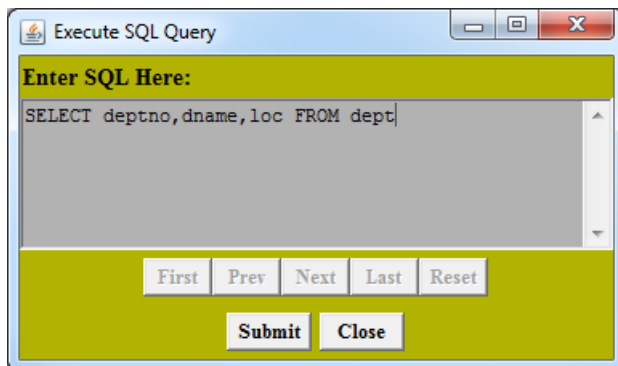 Execute SQL Query
Enter SQL Here:
SELECT deptno,dname,loc FROM dept
First Prev Next Last Reset
Submit Close